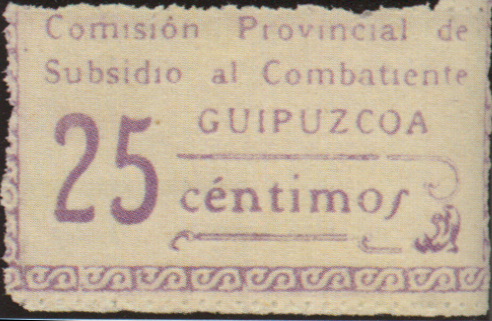 Comisión Provincial de
Subsidio al Combatiente
GUIPUZCOA
25 céntimos